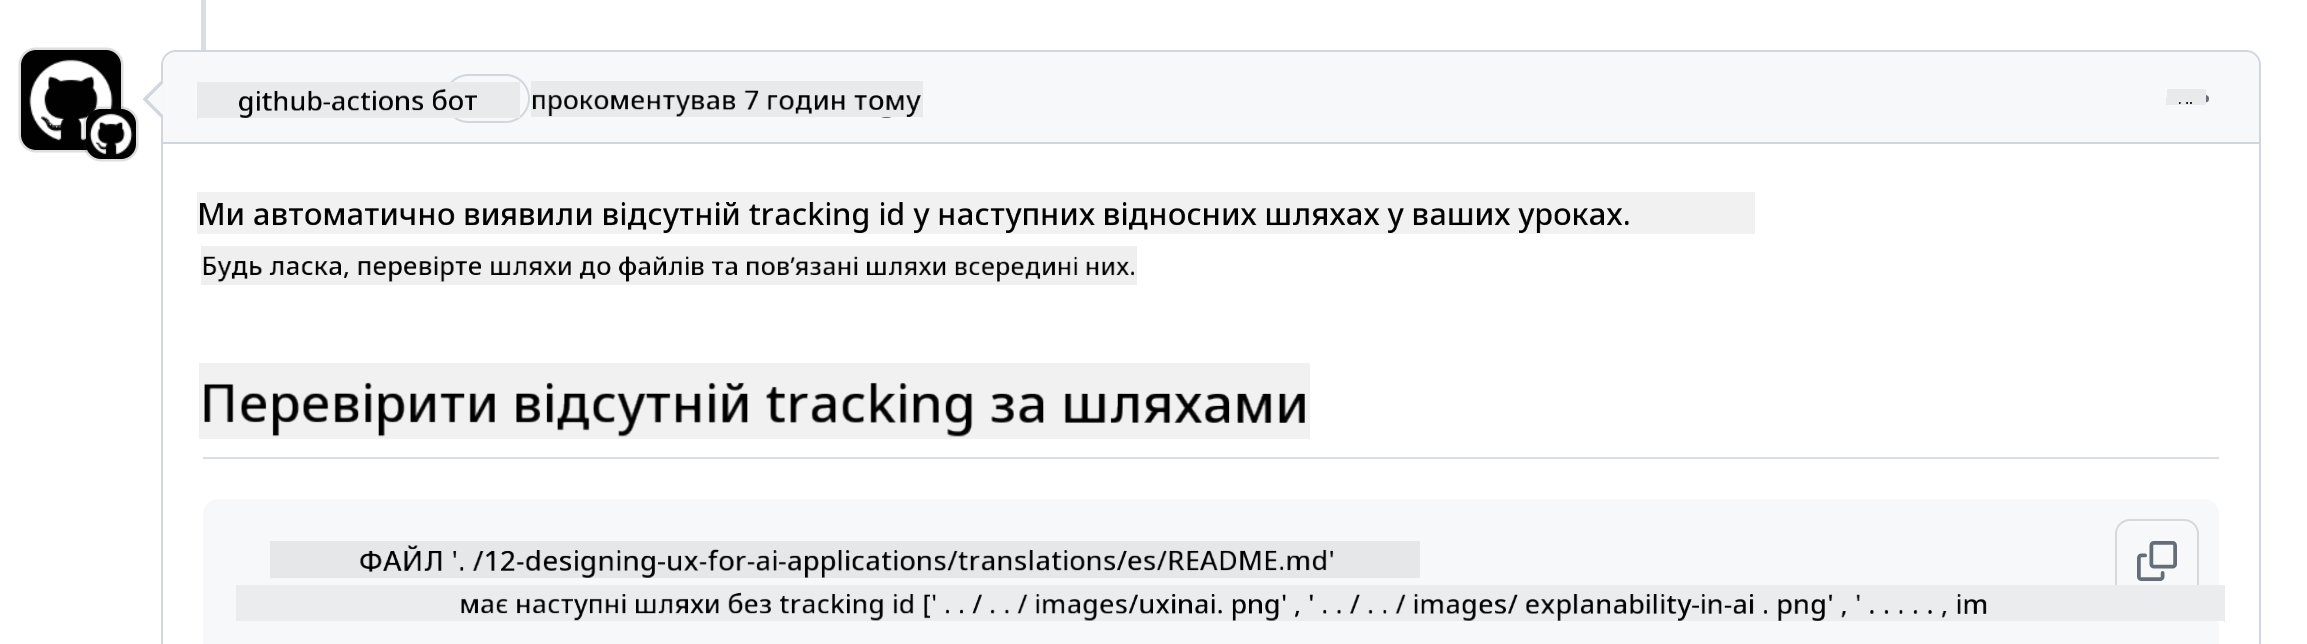 github-actions бот прокоментував 7 годин тому
Ми автоматично виявили відсутній tracking id у наступних відносних шляхах у ваших уроках.
Будь ласка, перевірте шляхи до файлів та пов’язані шляхи всередині них.
Перевірити відсутній tracking за шляхами
ФАЙЛ '. /12-designing-ux-for-ai-applications/translations/es/README.md'
має наступні шляхи без tracking id [' . . / . . / images/uxinai. png' , ' . . / . . / images/ explanability-in-ai . png' , ' . . . . . , im